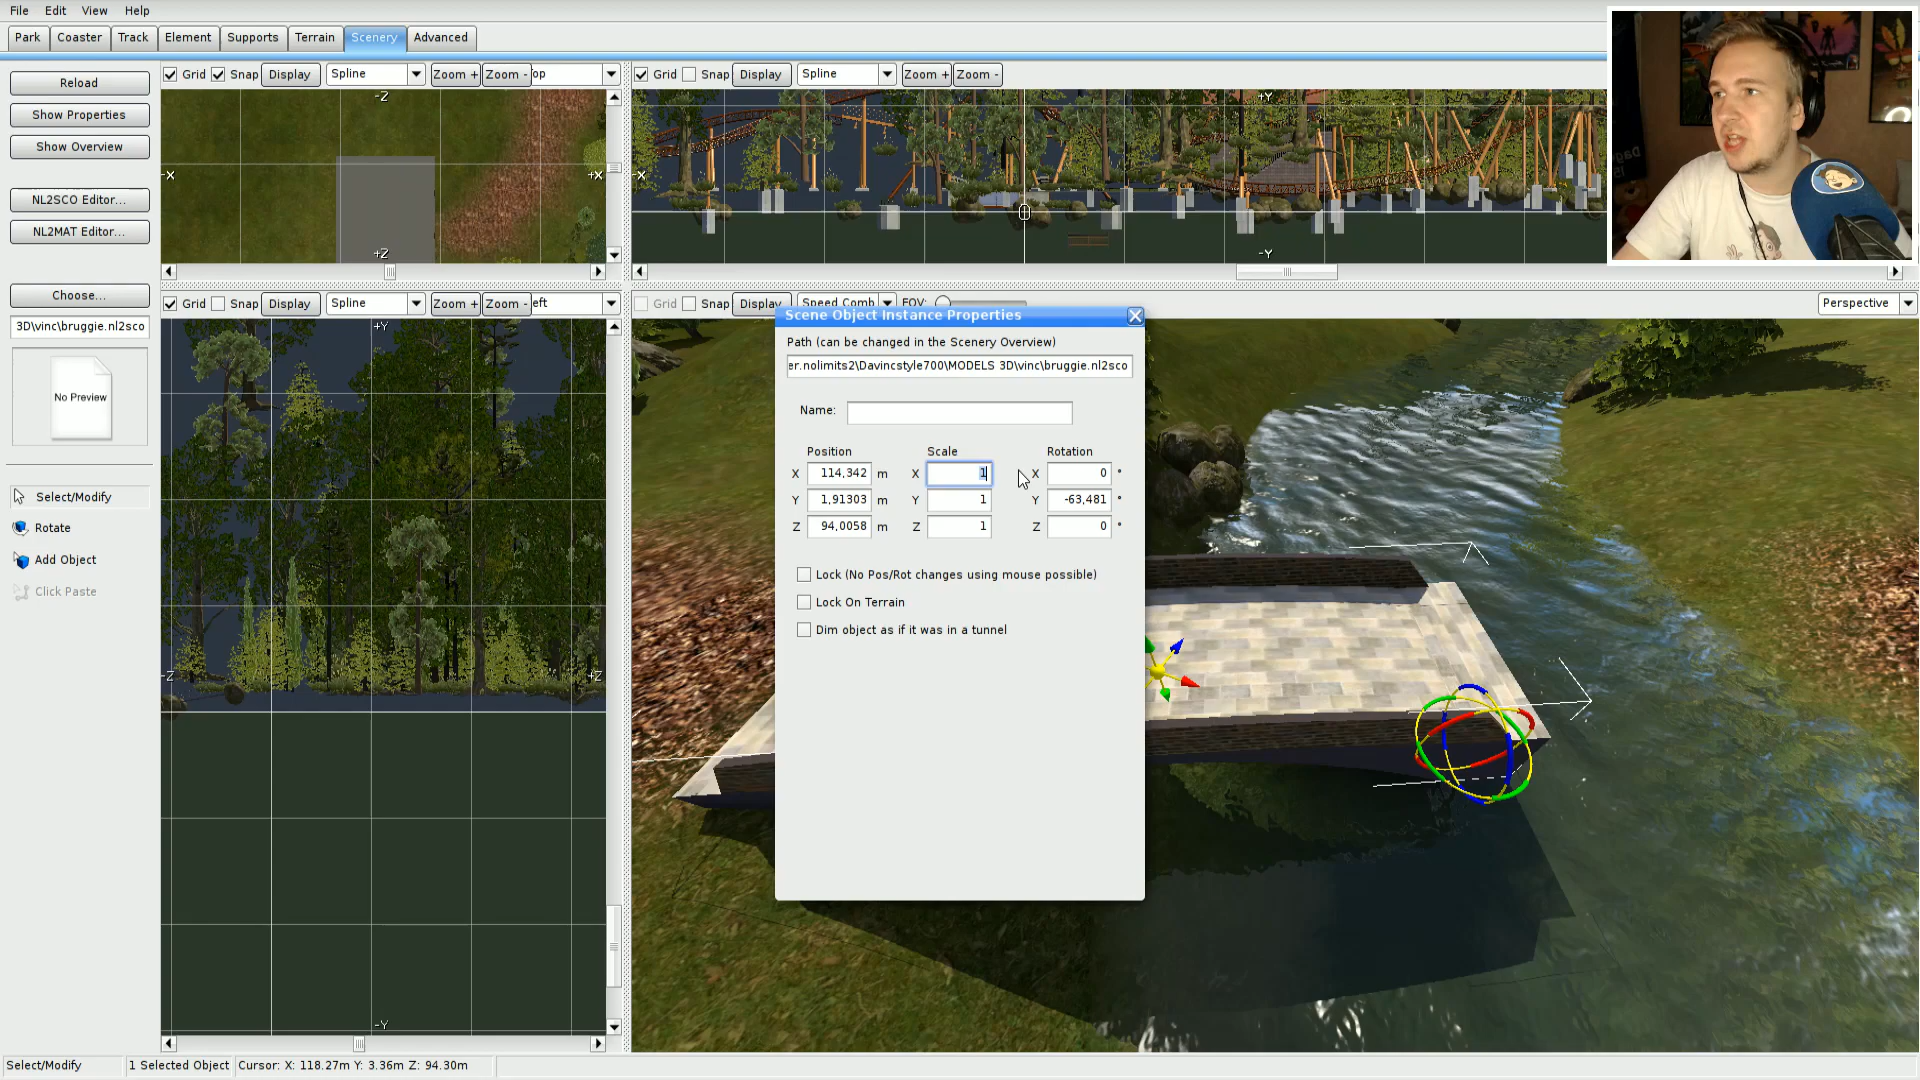 File Edit View Help
Park Coaster Track Element Supports Terrain Scenery Advanced
Reload
Show Properties
Show Overview
NL2SCO Editor...
NL2MAT Editor...
Choose...
3D\vinc\bruggie.nl2sco
No Preview
Select/Modify
Rotate
Add Object
Click Paste
Grid Snap Display Spline Zoom + Zoom - op
-Z
-X +X
+Z
Grid Snap Display Spline Zoom + Zoom -
+Y
-X
-Y
Grid Snap Display Spline Zoom + Zoom - eft
+Y
-Z +Z
-Y
Grid Snap Display Speed Comb FOV: Perspective
Scene Object Instance Properties
Path (can be changed in the Scenery Overview)
er.nolimits2\Davincstyle700\MODELS 3D\vinc\bruggie.nl2sco
Name:
Position Scale Rotation
X 114,342 m X 1 X 0 °
Y 1,91303 m Y 1 Y -63,481 °
Z 94,0058 m Z 1 Z 0 °
Lock (No Pos/Rot changes using mouse possible)
Lock On Terrain
Dim object as if it was in a tunnel
Select/Modify 1 Selected Object Cursor: X: 118.27m Y: 3.36m Z: 94.30m